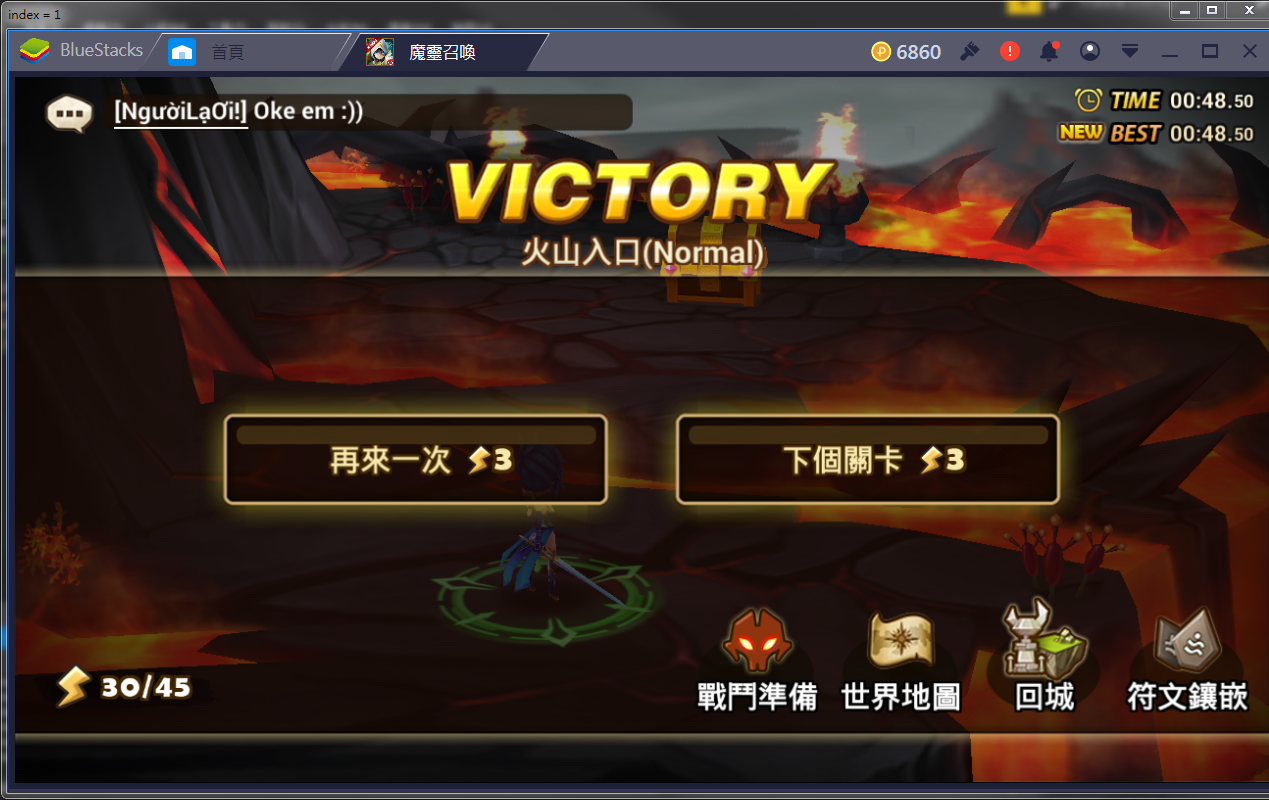 index = 1
BlueStacks
首頁
魔靈召喚
6860
[NgườiLạƠi!] Oke em :))
TIME 00:48.50
NEW BEST 00:48.50
VICTORY
火山入口(Normal)
再來一次 3
下個關卡 3
30/45
戰鬥準備
世界地圖
回城
符文鑲嵌